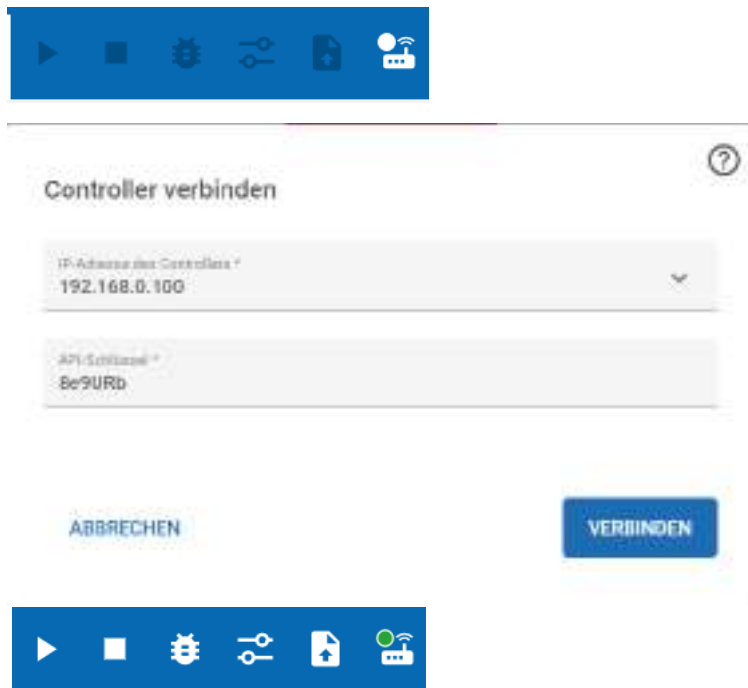 Controller verbinden
IP-Adresse des Controllers *
192.168.0.100
API-Schlüssel *
8e9URb
ABBRECHEN
VERBINDEN